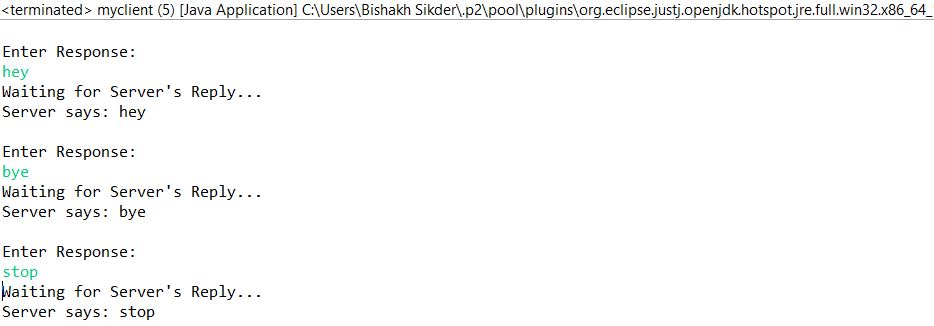 <terminated> myclient (5) [Java Application] C:\Users\Bishakh Sikder\.p2\pool\plugins\org.eclipse.justj.openjdk.hotspot.jre.full.win32.x86_64_
Enter Response:
hey
Waiting for Server's Reply...
Server says: hey
Enter Response:
bye
Waiting for Server's Reply...
Server says: bye
Enter Response:
stop
Waiting for Server's Reply...
Server says: stop